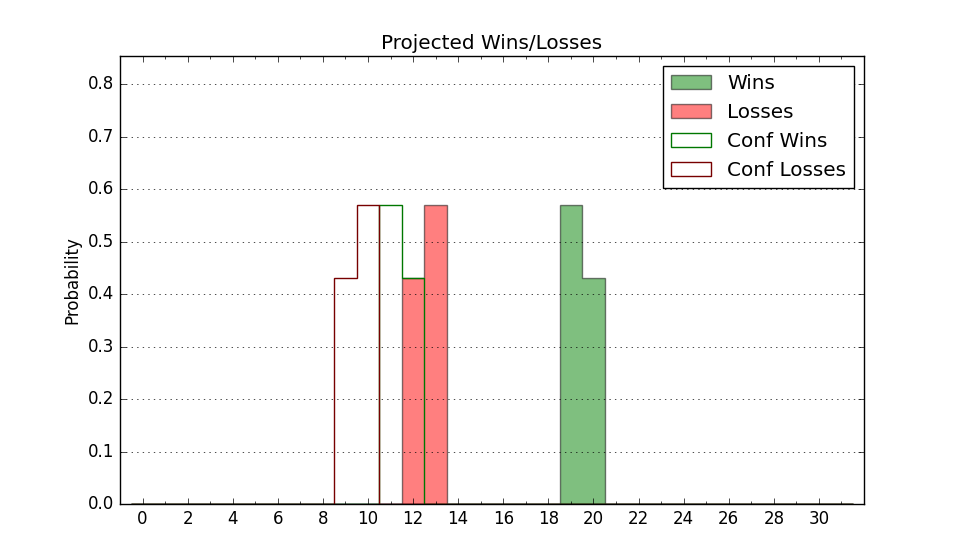 Projected Wins/Losses
Wins
Losses
Conf Wins
Conf Losses
Probability
0.8
0.7
0.6
0.5
0.4
0.3
0.2
0.1
0.0
0 2 4 6 8 10 12 14 16 18 20 22 24 26 28 30